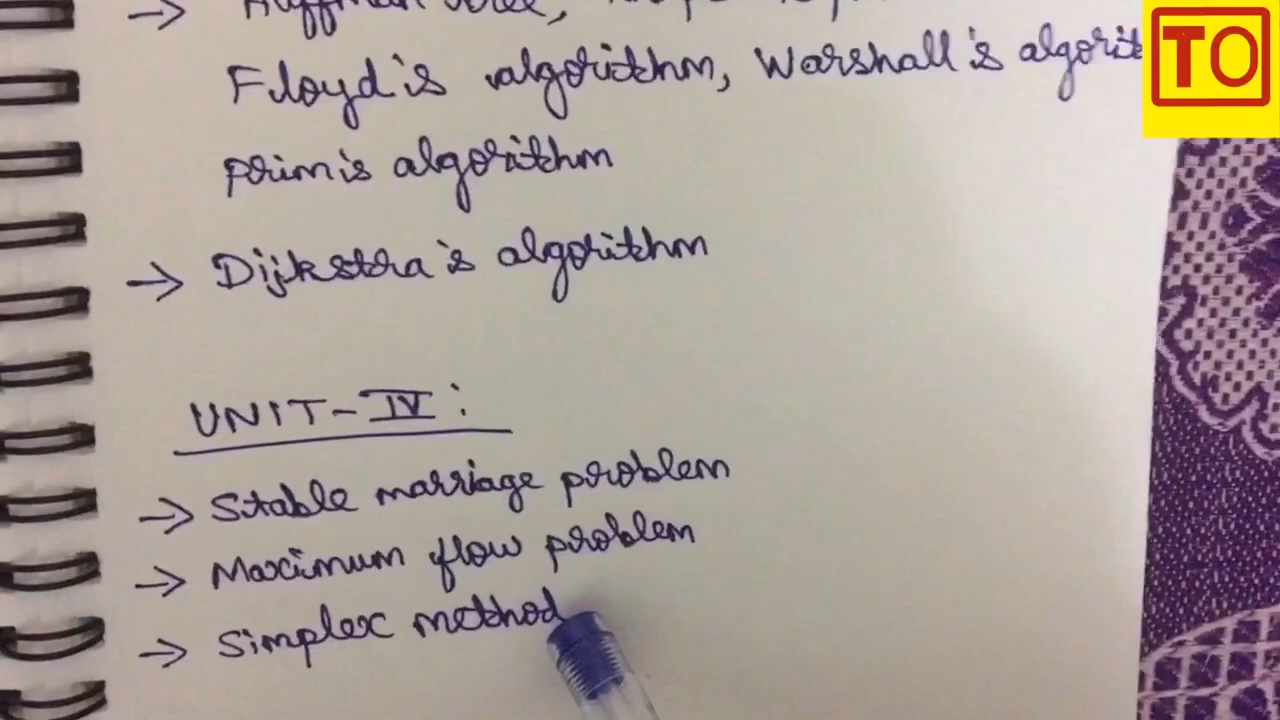 → Huffman
Floyd's algorithm, Warshall's algorit
prim's algorithm
→ Dijkstra's algorithm
UNIT-IV:
→ Stable marriage problem
→ Maximum flow problem
→ Simplex method
TO